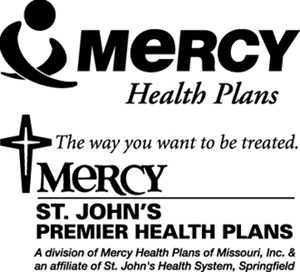 MeRCY
Health Plans
The way you want to be treated.
MeRCY
ST. JOHN'S
PREMIER HEALTH PLANS
A division of Mercy Health Plans of Missouri, Inc. &
an affiliate of St. John's Health System, Springfield